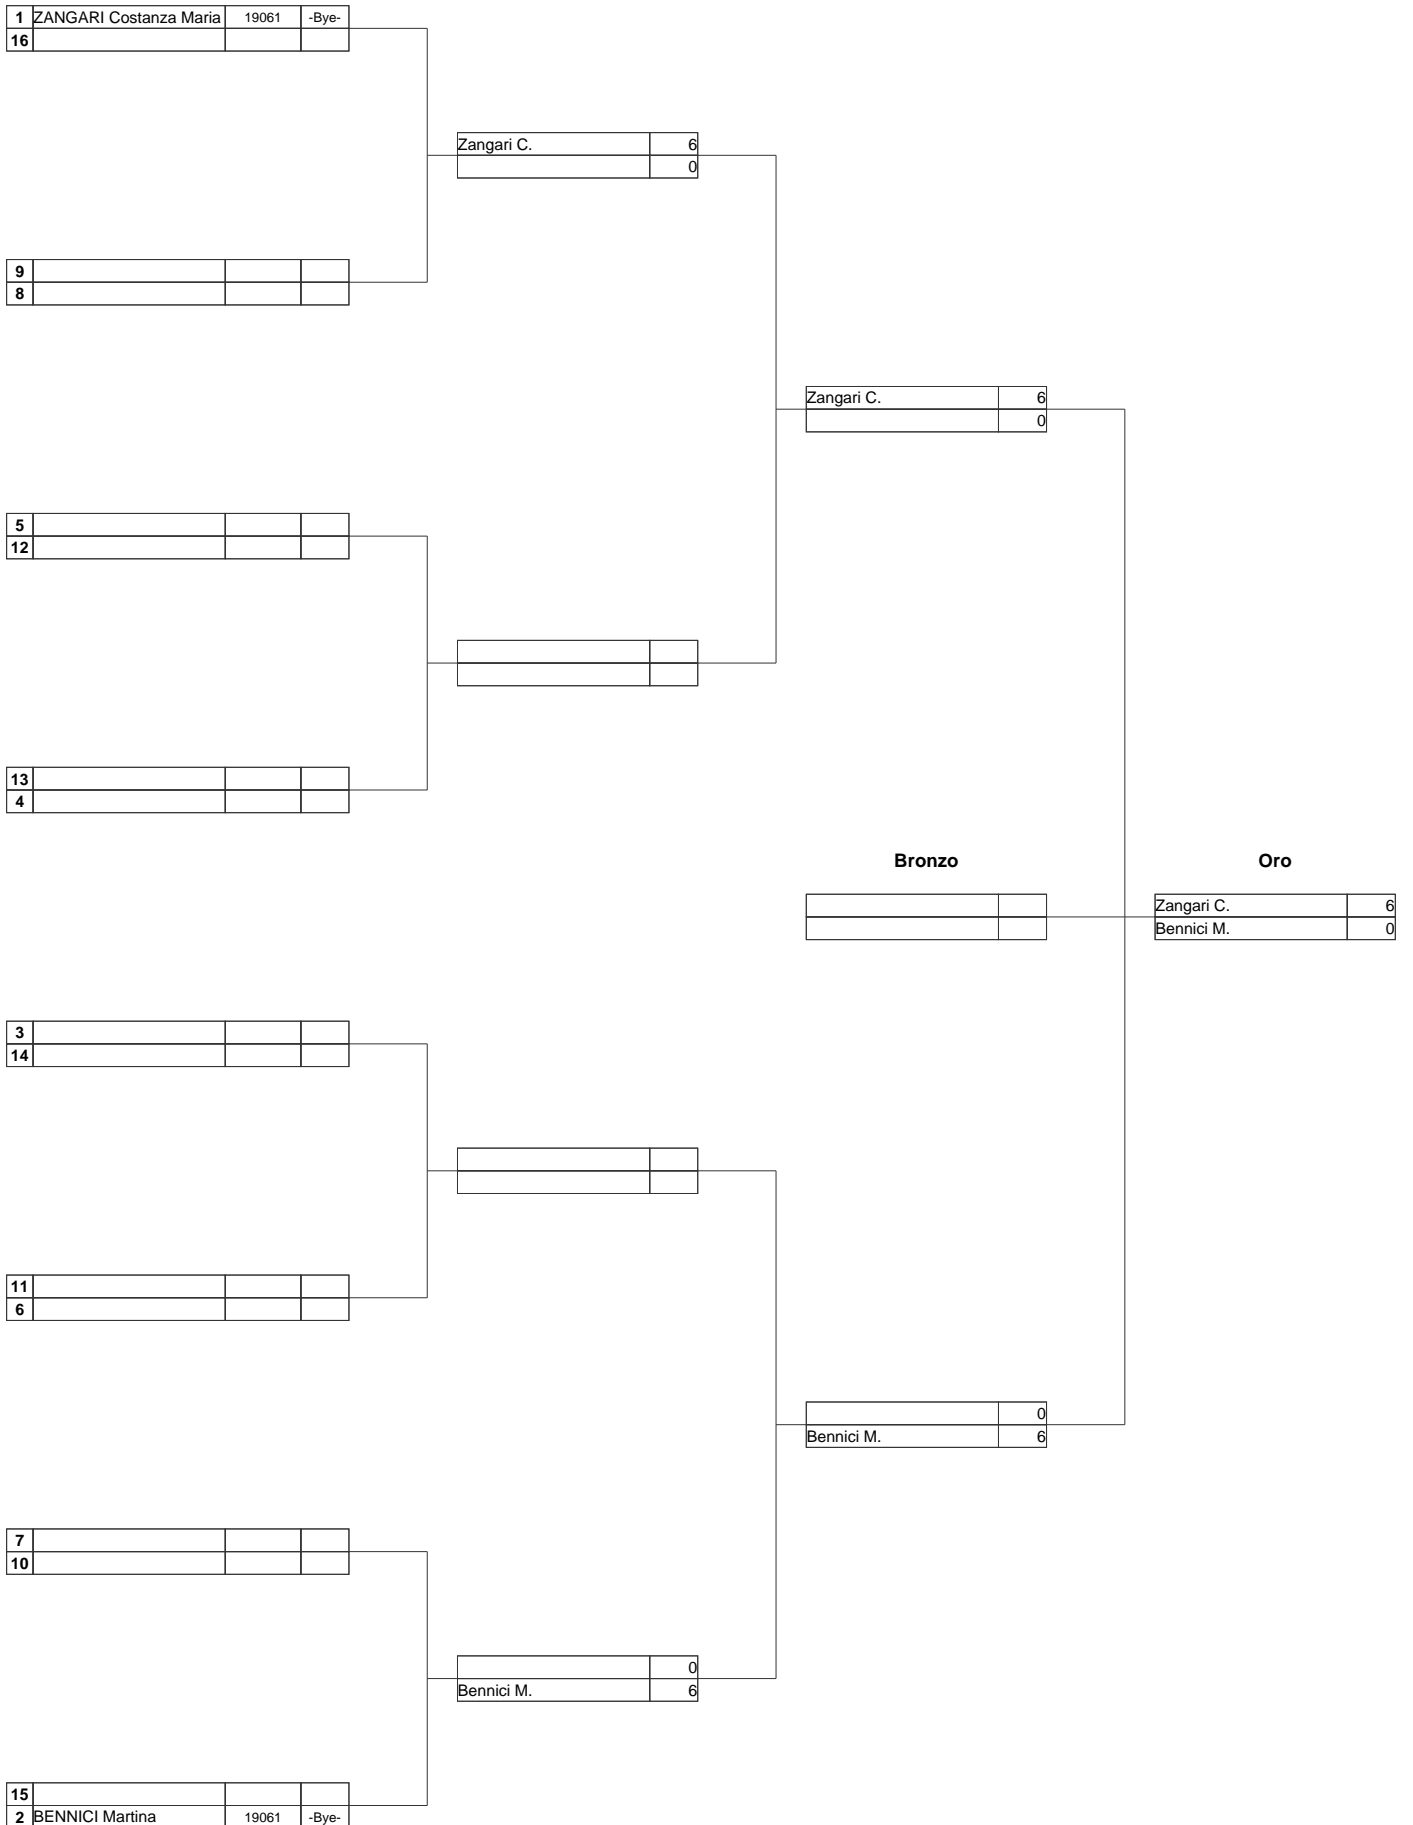 1 ZANGARI Costanza Maria 19061 -Bye-
16
Zangari C. 6
0
9
8
Zangari C. 6
0
5
12
13
4
Bronzo Oro
Zangari C. 6
Bennici M. 0
3
14
11
6
0
Bennici M. 6
7
10
0
Bennici M. 6
15
2 BENNICI Martina 19061 -Bye-